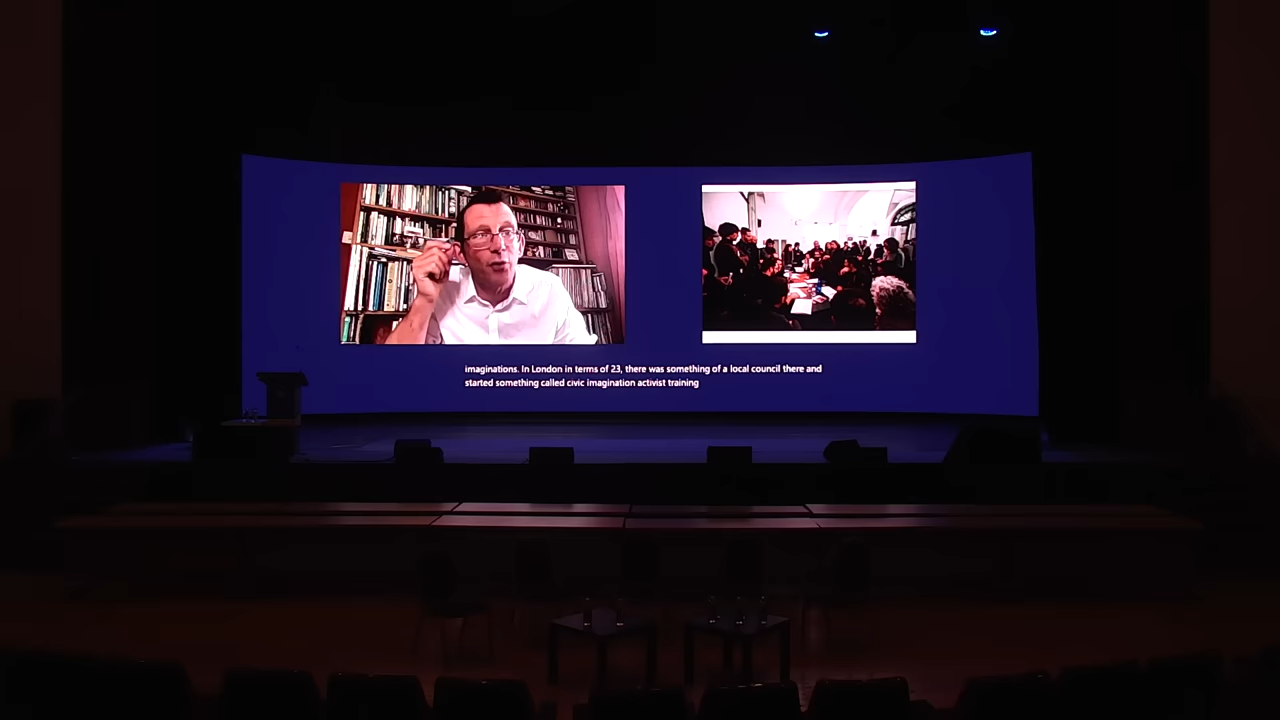 imaginations. In London in terms of 23, there was something of a local council there and
started something called civic imagination activist training